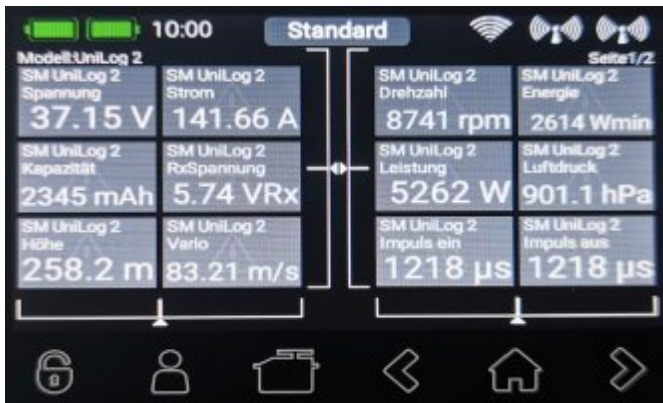 10:00
Standard
Modell:UniLog 2
Seite1/2
SM UniLog 2
Spannung
37.15 V
SM UniLog 2
Strom
141.66 A
SM UniLog 2
Drehzahl
8741 rpm
SM UniLog 2
Energie
2614 Wmin
SM UniLog 2
Kapazität
2345 mAh
SM UniLog 2
RxSpannung
5.74 VRx
SM UniLog 2
Leistung
5262 W
SM UniLog 2
Luftdruck
901.1 hPa
SM UniLog 2
Höhe
258.2 m
SM UniLog 2
Vario
83.21 m/s
SM UniLog 2
Impuls ein
1218 µs
SM UniLog 2
Impuls aus
1218 µs